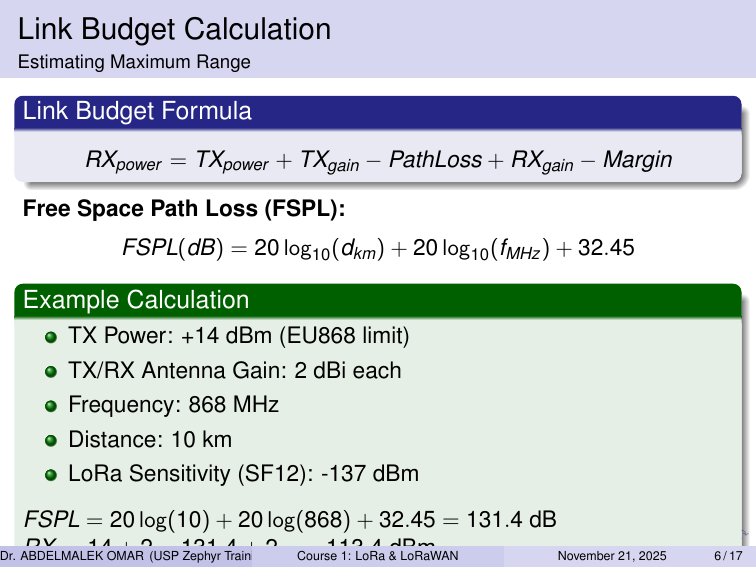 Link Budget Calculation
Estimating Maximum Range
Link Budget Formula
RXpower = TXpower + TXgain − PathLoss + RXgain − Margin
Free Space Path Loss (FSPL):
FSPL(dB) = 20 log10(dkm) + 20 log10(fMHz) + 32.45
Example Calculation
TX Power: +14 dBm (EU868 limit)
TX/RX Antenna Gain: 2 dBi each
Frequency: 868 MHz
Distance: 10 km
LoRa Sensitivity (SF12): -137 dBm
FSPL = 20 log(10) + 20 log(868) + 32.45 = 131.4 dB
Dr. ABDELMALEK OMAR (USP Zephyr Train Course 1: LoRa & LoRaWAN November 21, 2025 6 / 17